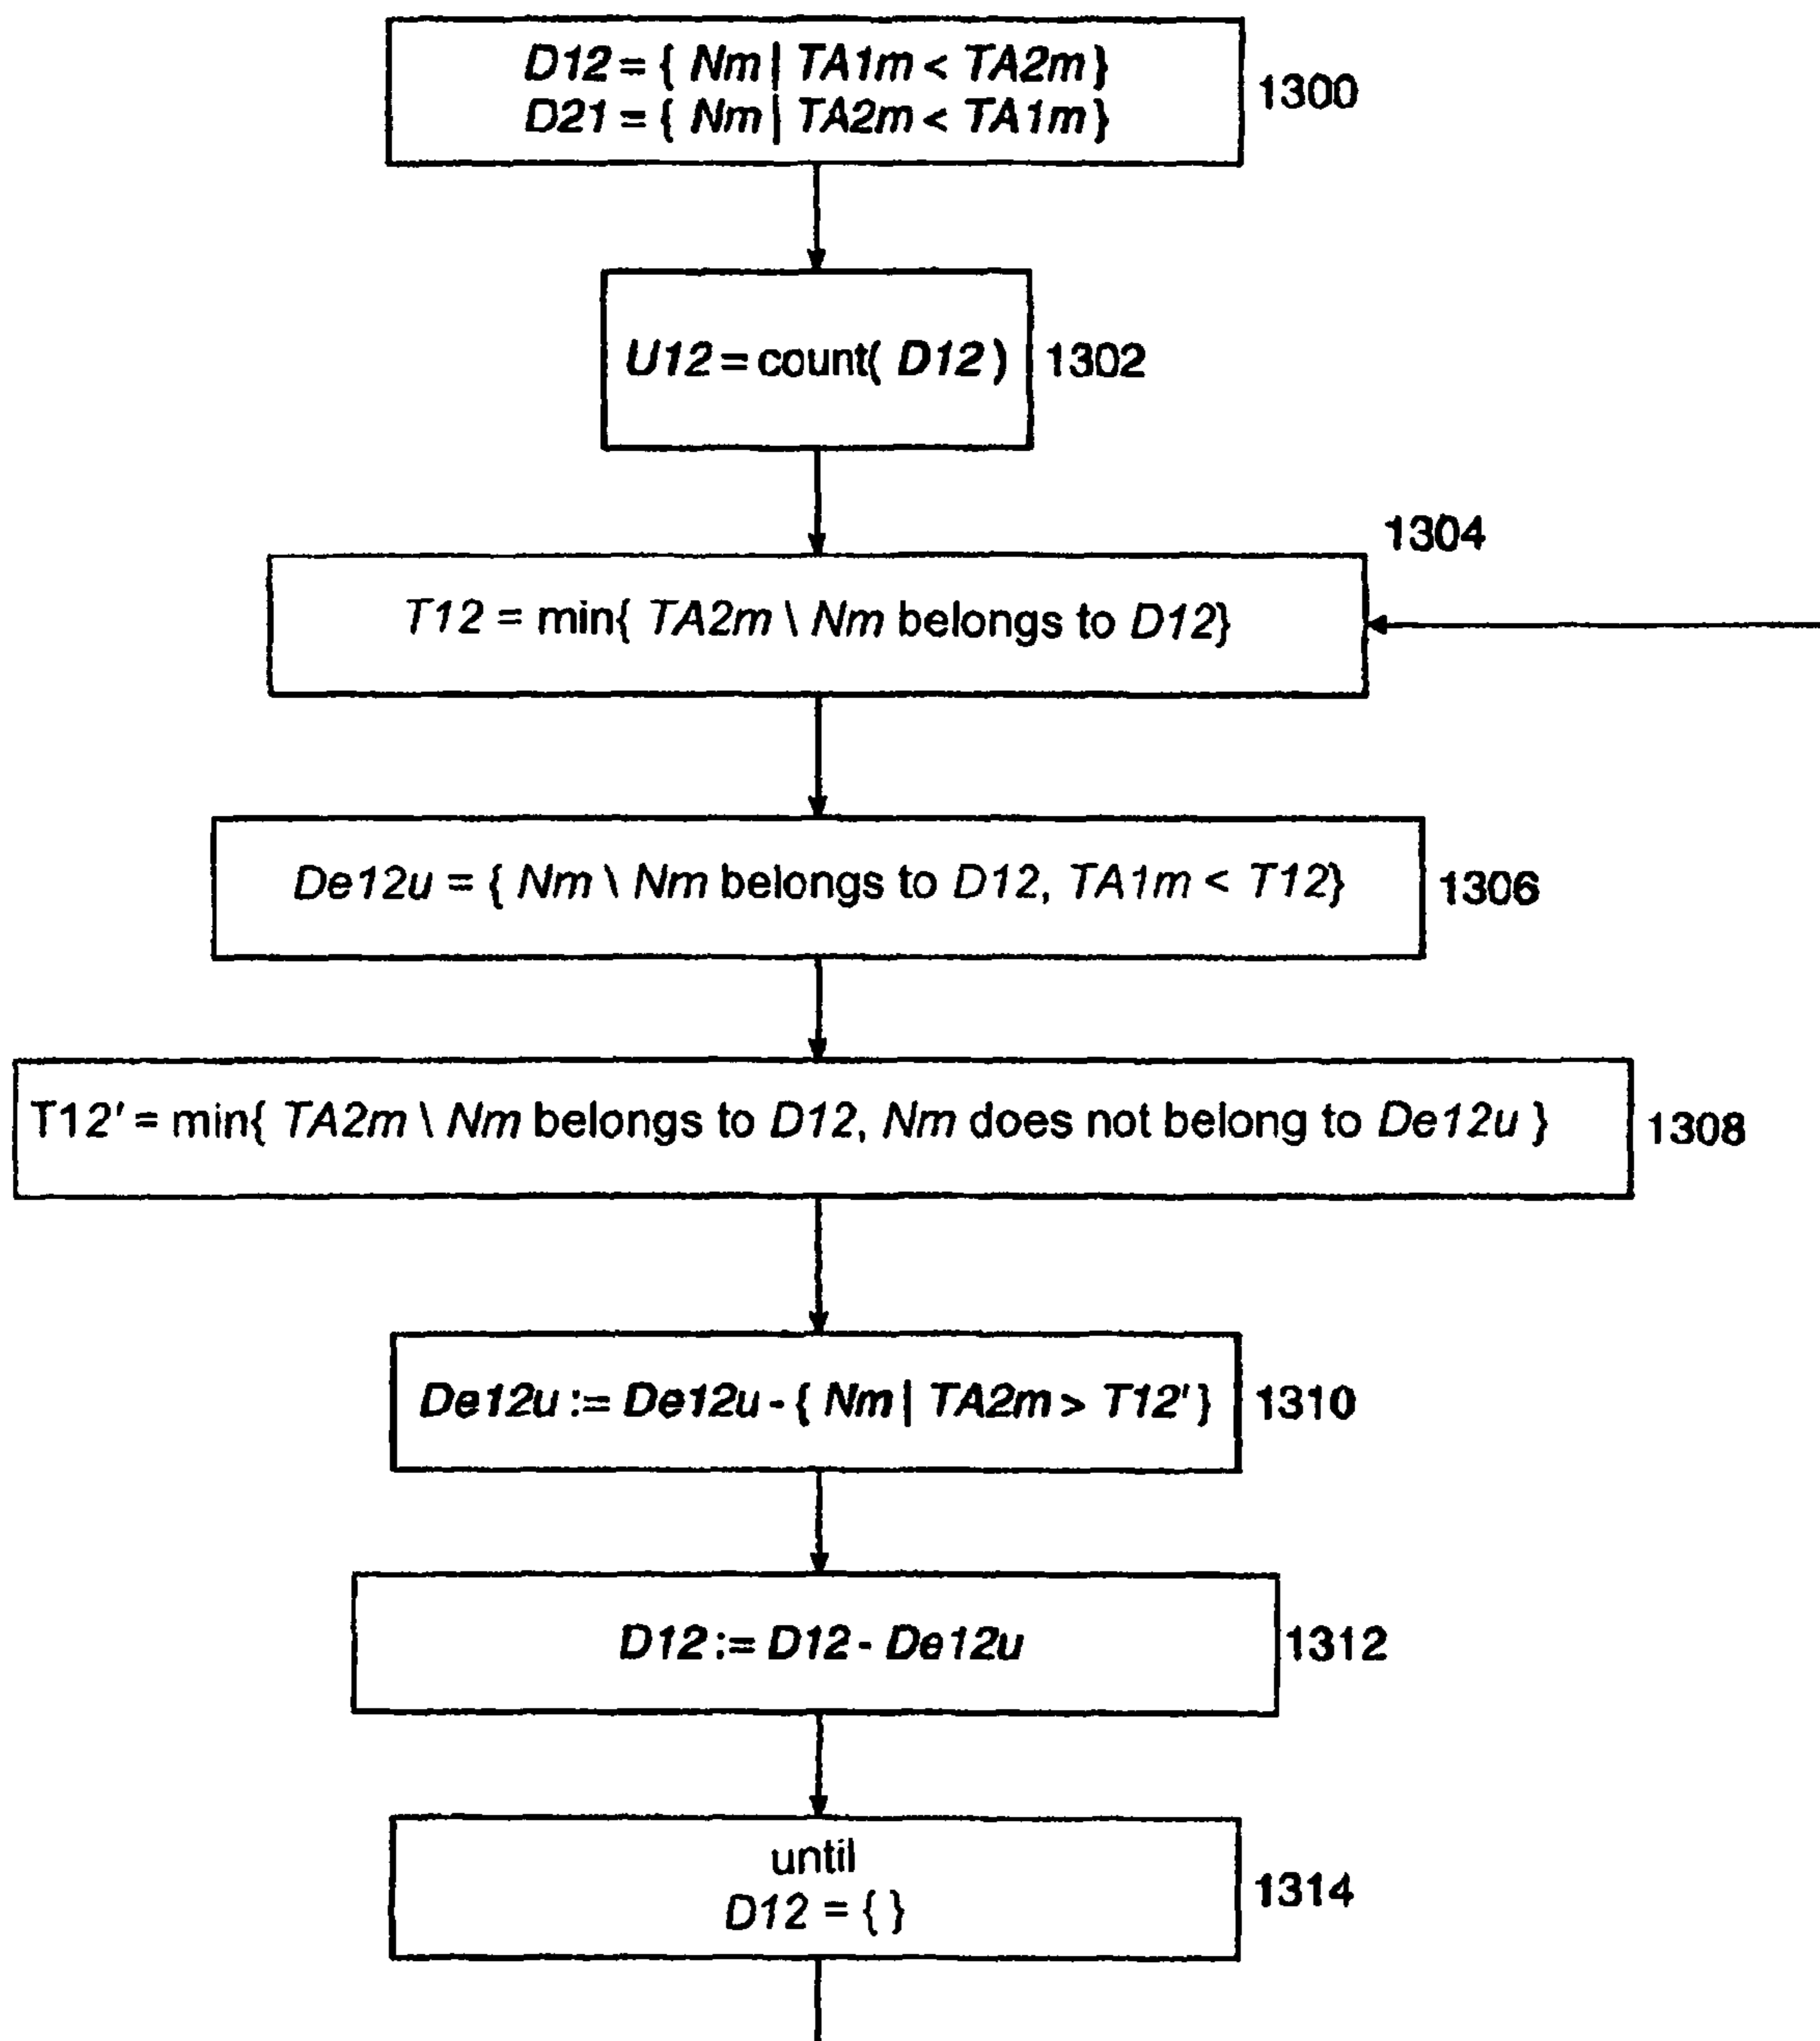 D12 = { Nm | TA1m < TA2m }
D21 = { Nm | TA2m < TA1m }
1300
U12 = count( D12 )
1302
1304
T12 = min{ TA2m \ Nm belongs to D12}
De12u = { Nm \ Nm belongs to D12, TA1m < T12}
1306
T12' = min{ TA2m \ Nm belongs to D12, Nm does not belong to De12u }
1308
De12u := De12u - { Nm | TA2m > T12' }
1310
D12 := D12 - De12u
1312
until
D12 = { }
1314